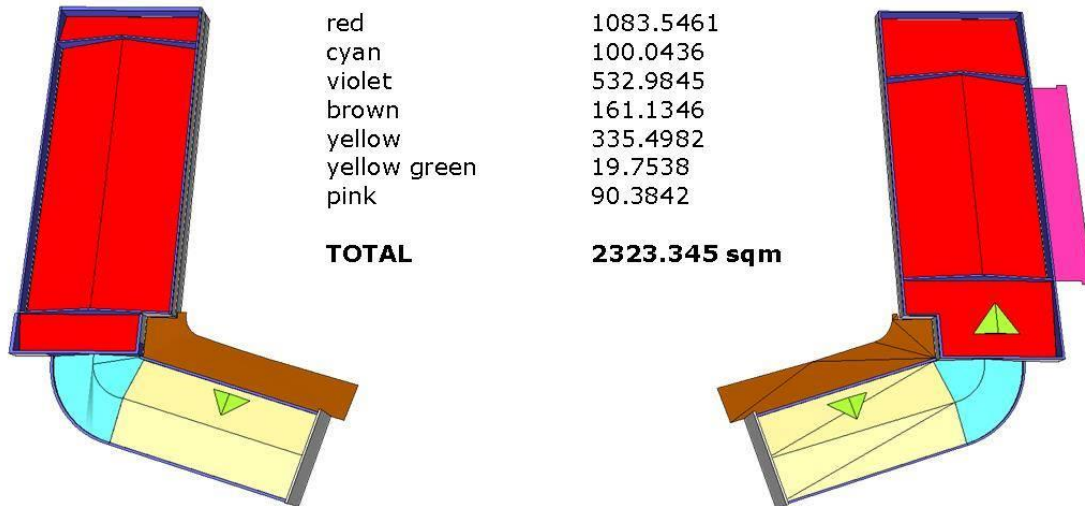 red 1083.5461
cyan 100.0436
violet 532.9845
brown 161.1346
yellow 335.4982
yellow green 19.7538
pink 90.3842
TOTAL 2323.345 sqm